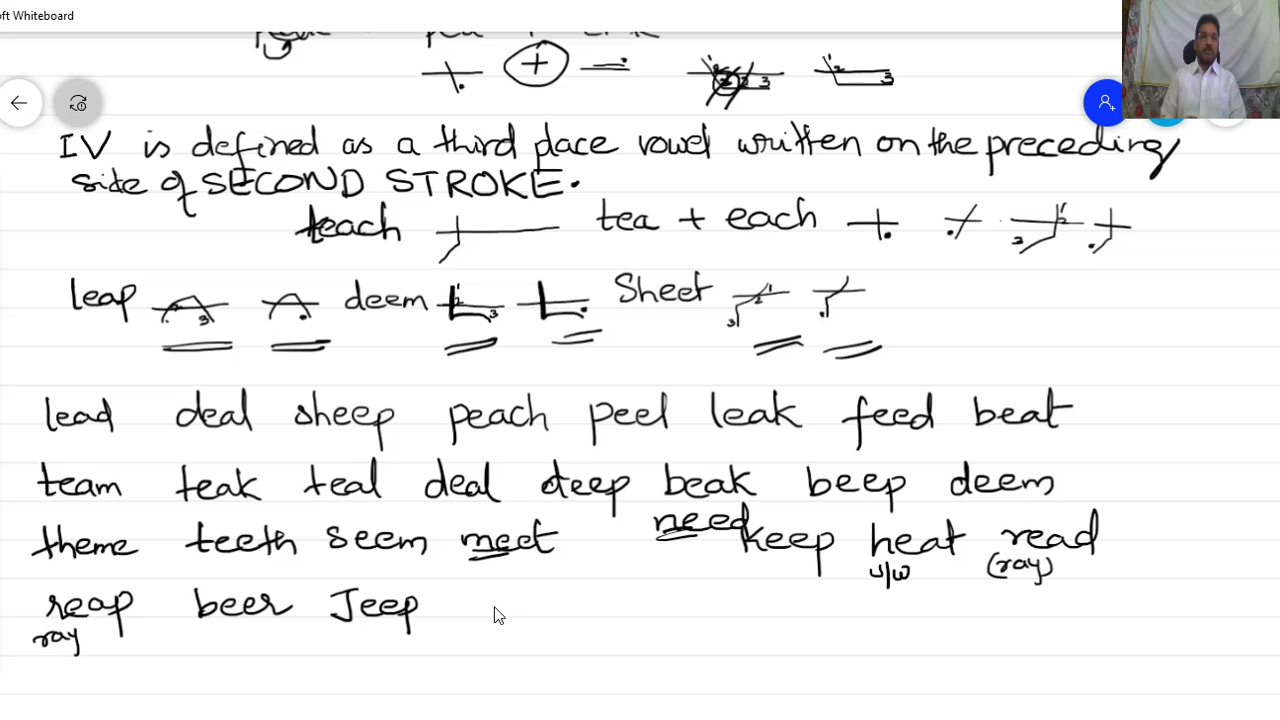 oft Whiteboard
IV is defined as a third place vowel written on the preceding
side of SECOND STROKE.
teach tea + each
leap deem Sheet
lead deal sheep peach peel leak feed beat
team teak teal deal deep beak beep deem
theme teeth seem meet need keep heat read
u/w (ray)
reap beer Jeep
ray